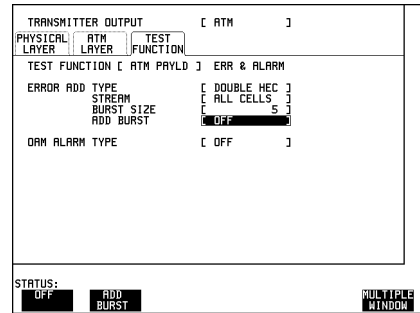 TRANSMITTER OUTPUT [ ATM ]
PHYSICAL LAYER ATM LAYER TEST FUNCTION
TEST FUNCTION [ ATM PAYLD ] ERR & ALARM
ERROR ADD TYPE [ DOUBLE HEC ]
STREAM [ ALL CELLS ]
BURST SIZE [ 5 ]
ADD BURST [ OFF ]
OAM ALARM TYPE [ OFF ]
STATUS:
OFF ADD BURST MULTIPLE WINDOW